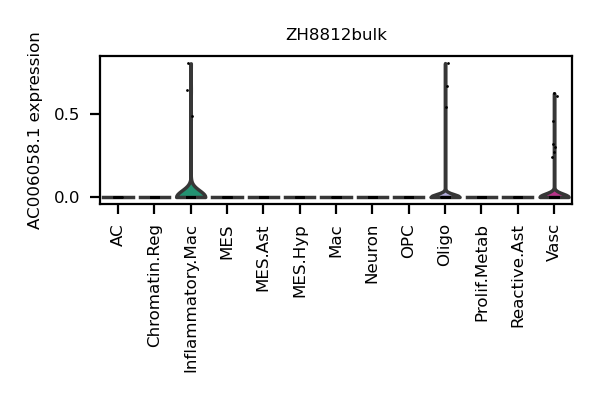 ZH8812bulk
AC006058.1 expression
0.5
0.0
AC
Chromatin.Reg
Inflammatory.Mac
MES
MES.Ast
MES.Hyp
Mac
Neuron
OPC
Oligo
Prolif.Metab
Reactive.Ast
Vasc